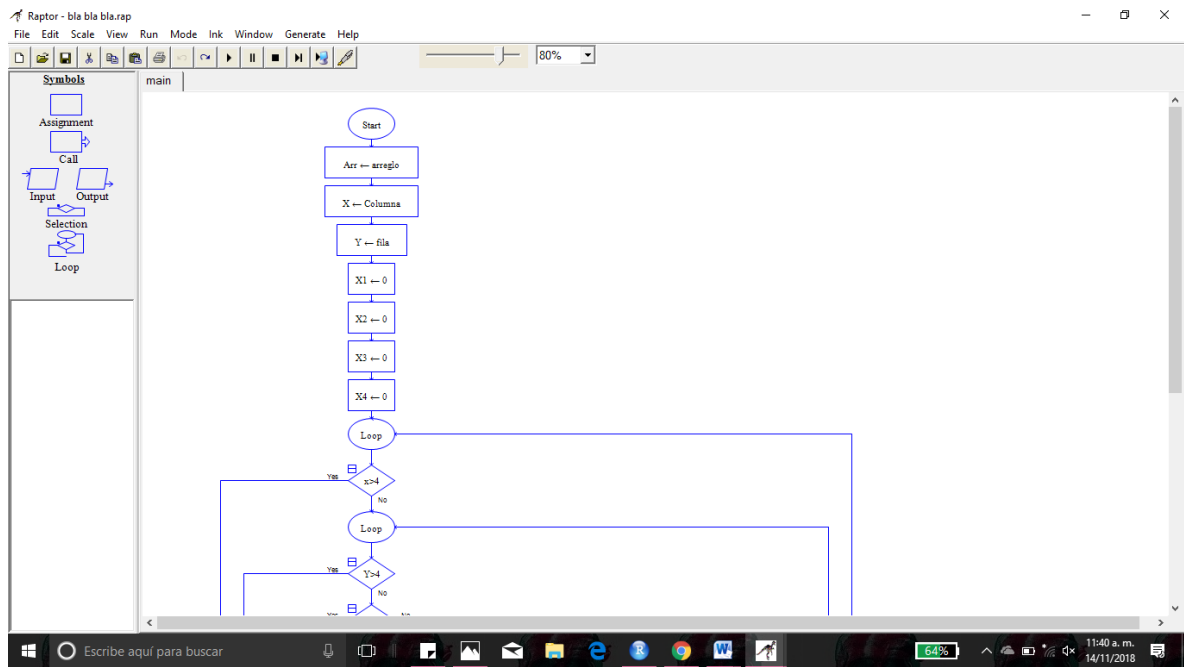 Raptor - bla bla bla.rap
File Edit Scale View Run Mode Ink Window Generate Help
80%
Symbols
Assignment
Call
Input Output
Selection
Loop
main
Start
Arr ← arreglo
X ← Columna
Y ← fila
X1 ← 0
X2 ← 0
X3 ← 0
X4 ← 0
Loop
Yes
x>4
No
Loop
Yes
Y>4
No
Yes
No
Escribe aquí para buscar
64%
11:40 a. m.
14/11/2018